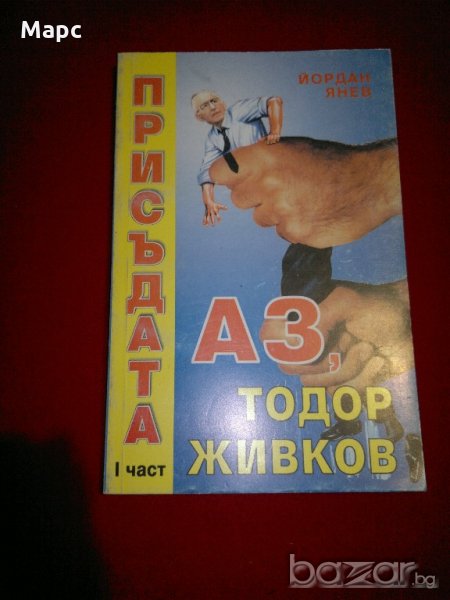 Марс
ЙОРДАН
ЯНЕВ
ПРИСЪДАТА
I част
АЗ,
ТОДОР
ЖИВКОВ
bazar.bg